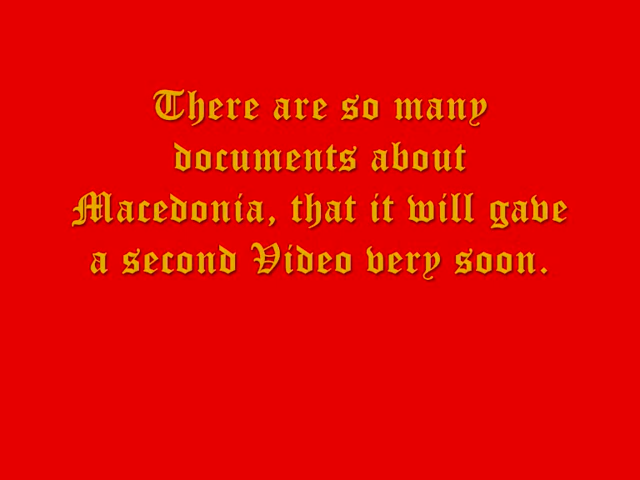 There are so many
documents about
Macedonia, that it will gave
a second Video very soon.